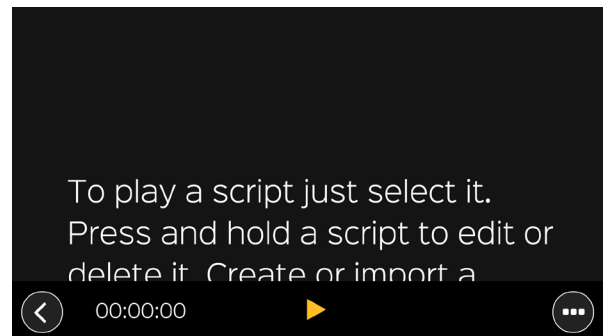 To play a script just select it.
Press and hold a script to edit or
delete it. Create or import a
00:00:00